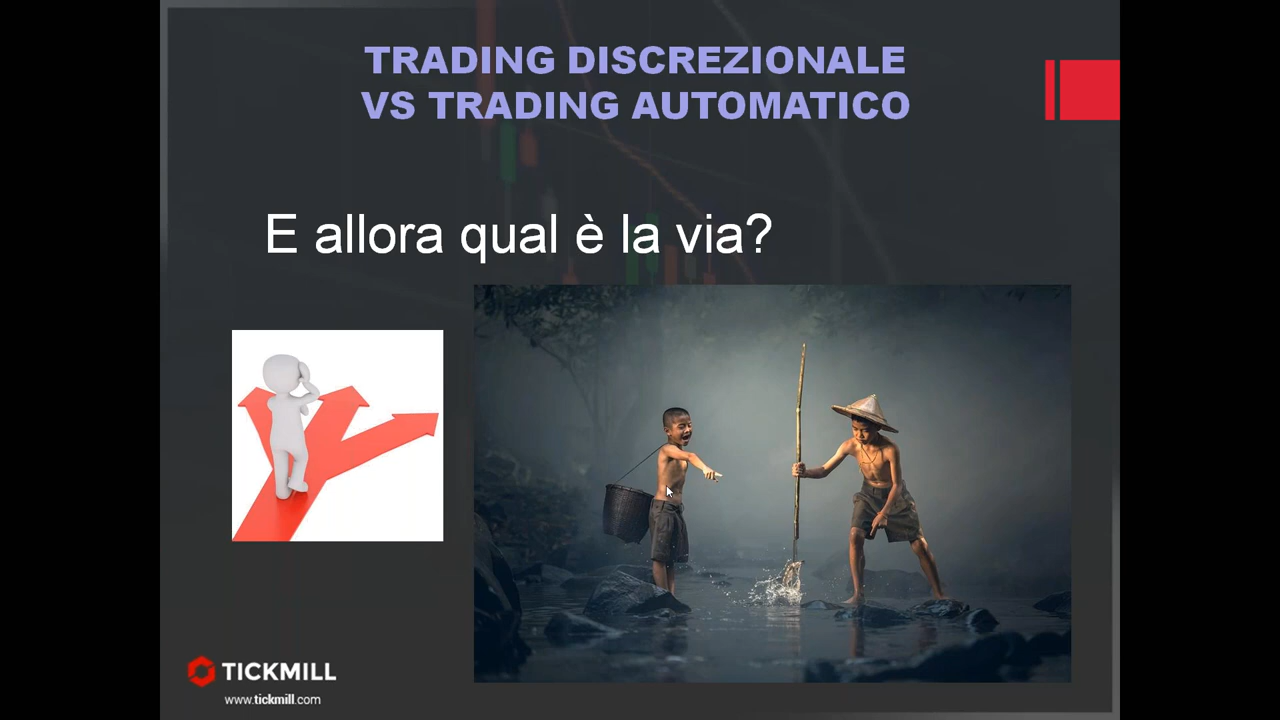 TRADING DISCREZIONALE
VS TRADING AUTOMATICO
E allora qual è la via?
TICKMILL
www.tickmill.com